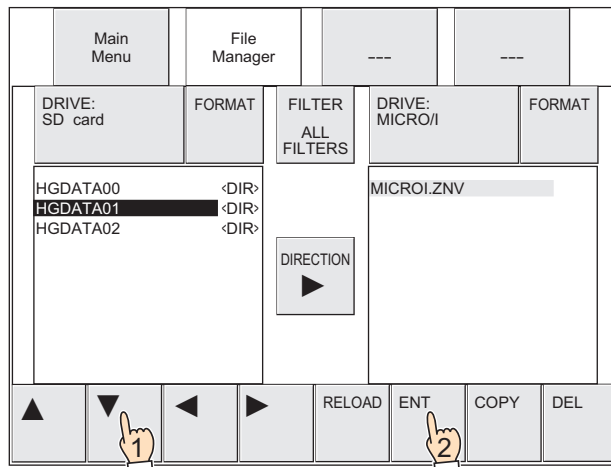 Main
Menu
File
Manager
---
---
DRIVE:
SD card
FORMAT
FILTER
ALL
FILTERS
DRIVE:
MICRO/I
FORMAT
HGDATA00 <DIR>
HGDATA01 <DIR>
HGDATA02 <DIR>
MICROI.ZNV
DIRECTION
▶
▲ ▼ ◀ ▶ RELOAD ENT COPY DEL
1 2